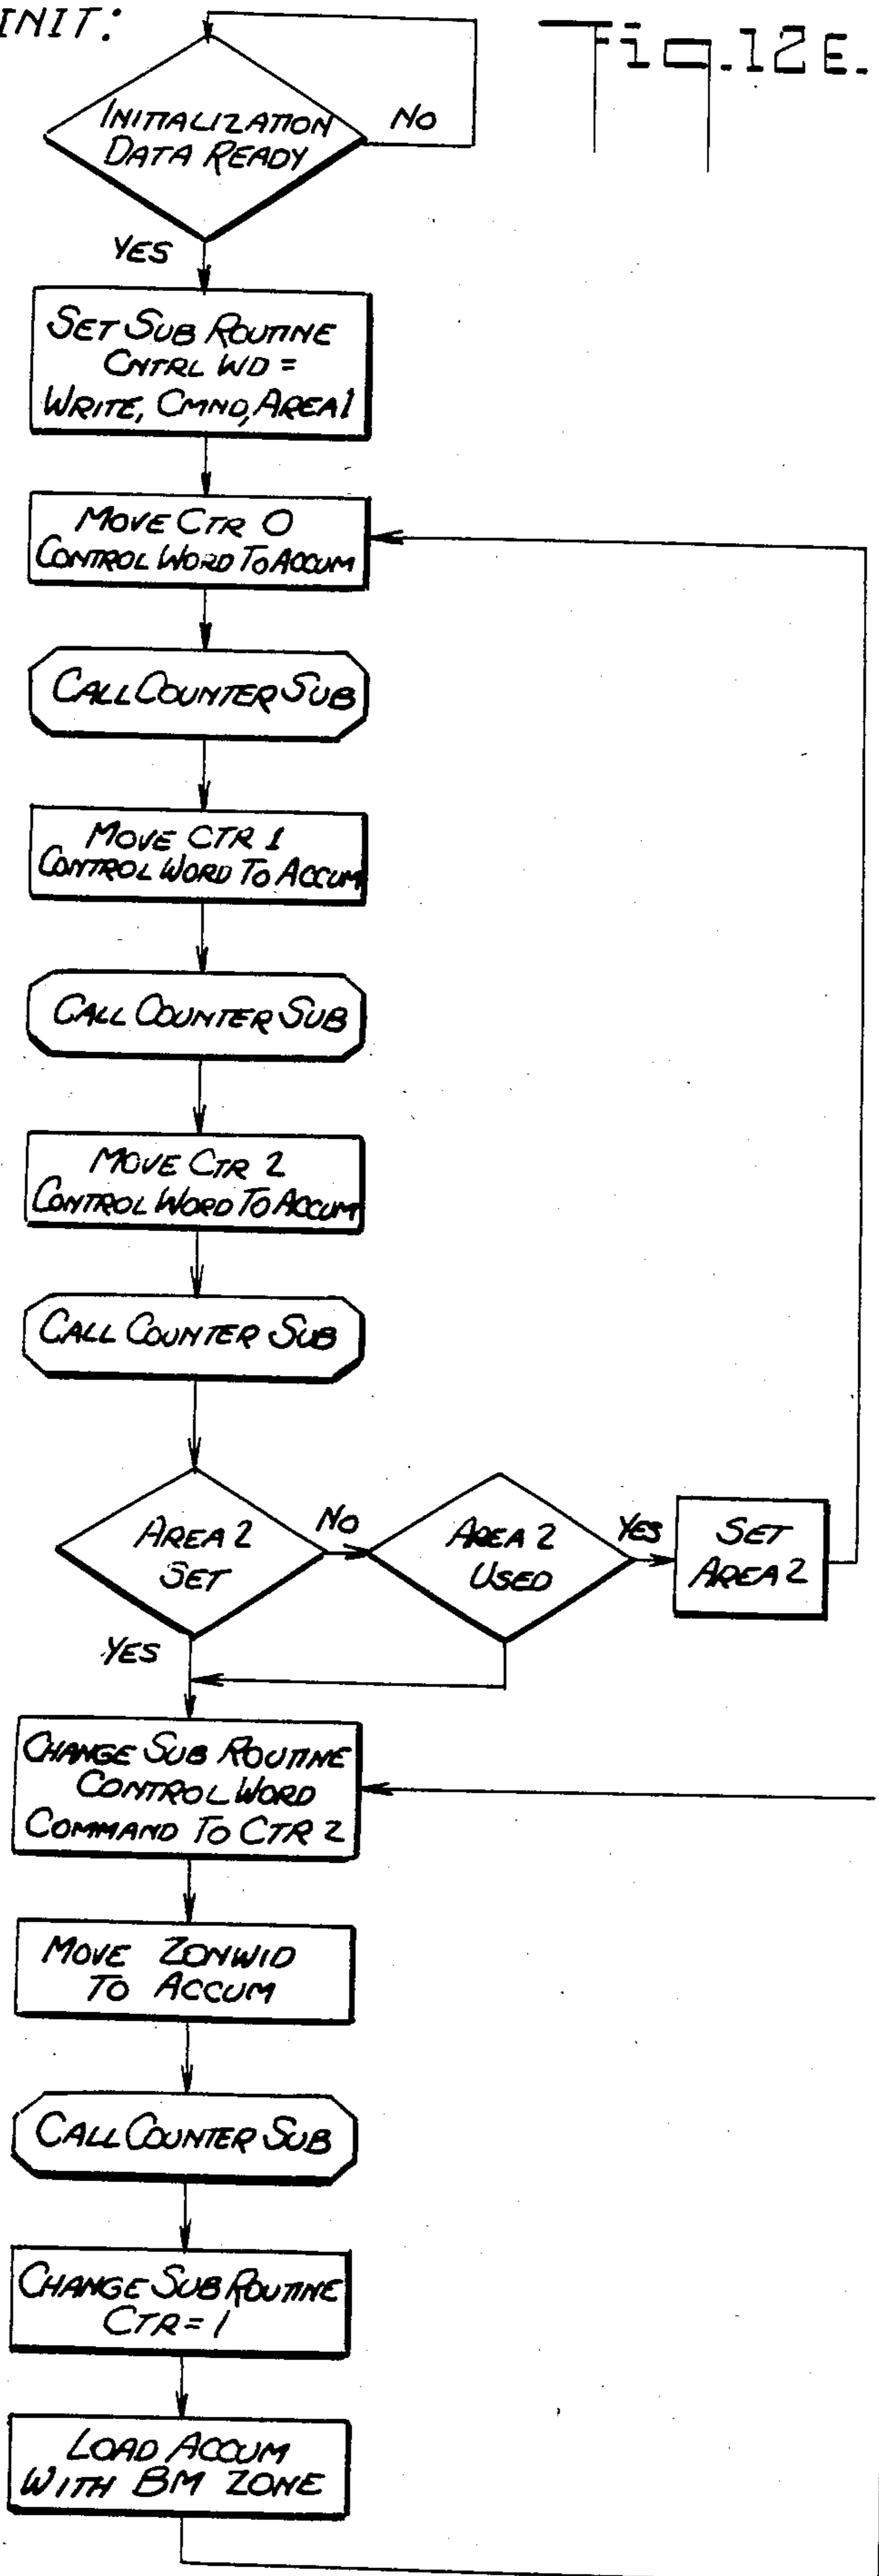 INIT:
Fig.12E.
INITIALIZATION
DATA READY
NO
YES
SET SUB ROUTINE
CNTRL WD =
WRITE, CMND, AREA 1
MOVE CTR 0
CONTROL WORD TO ACCUM
CALL COUNTER SUB
MOVE CTR 1
CONTROL WORD TO ACCUM
CALL COUNTER SUB
MOVE CTR 2
CONTROL WORD TO ACCUM
CALL COUNTER SUB
AREA 2
SET
NO
AREA 2
USED
YES
SET
AREA 2
YES
CHANGE SUB ROUTINE
CONTROL WORD
COMMAND TO CTR 2
MOVE ZONWID
TO ACCUM
CALL COUNTER SUB
CHANGE SUB ROUTINE
CTR = 1
LOAD ACCUM
WITH BM ZONE